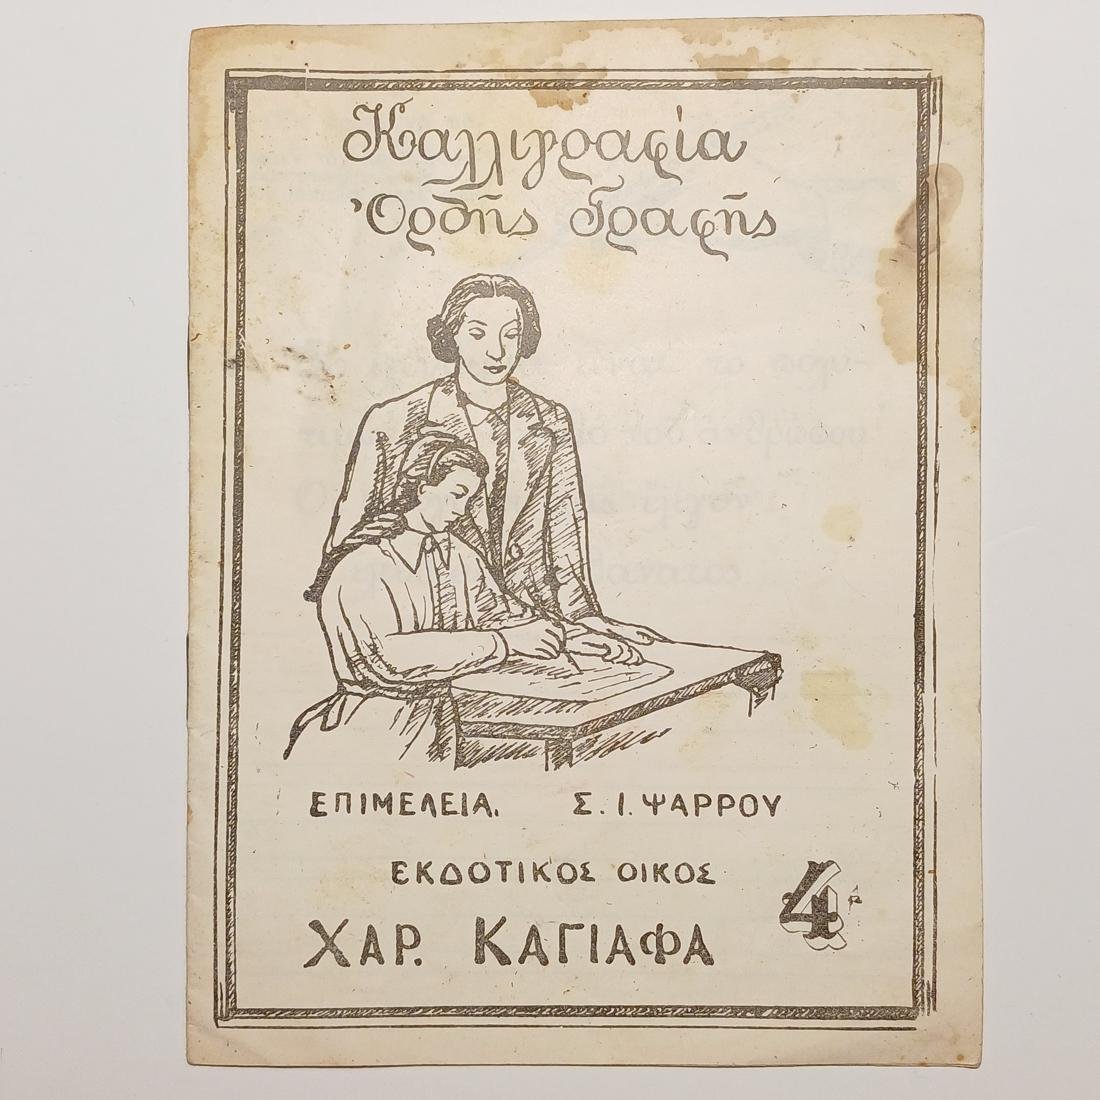 Καλλιγραφία
Ὀρθῆς Γραφῆς
ΕΠΙΜΕΛΕΙΑ. Σ. Ι. ΨΑΡΡΟΥ
ΕΚΔΟΤΙΚΟΣ ΟΙΚΟΣ
ΧΑΡ. ΚΑΓΙΑΦΑ
4